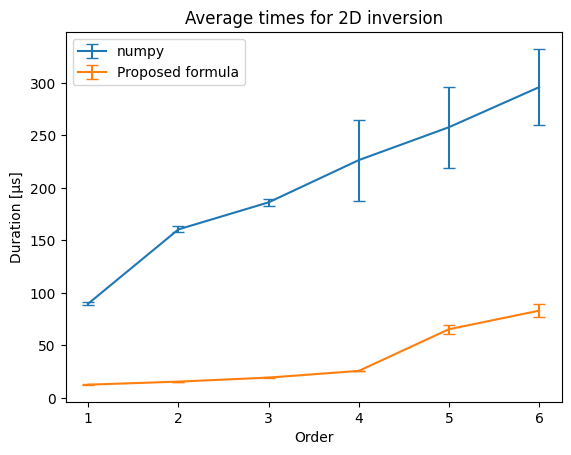 Average times for 2D inversion
numpy
Proposed formula
Duration [µs]
300
250
200
150
100
50
0
1 2 3 4 5 6
Order